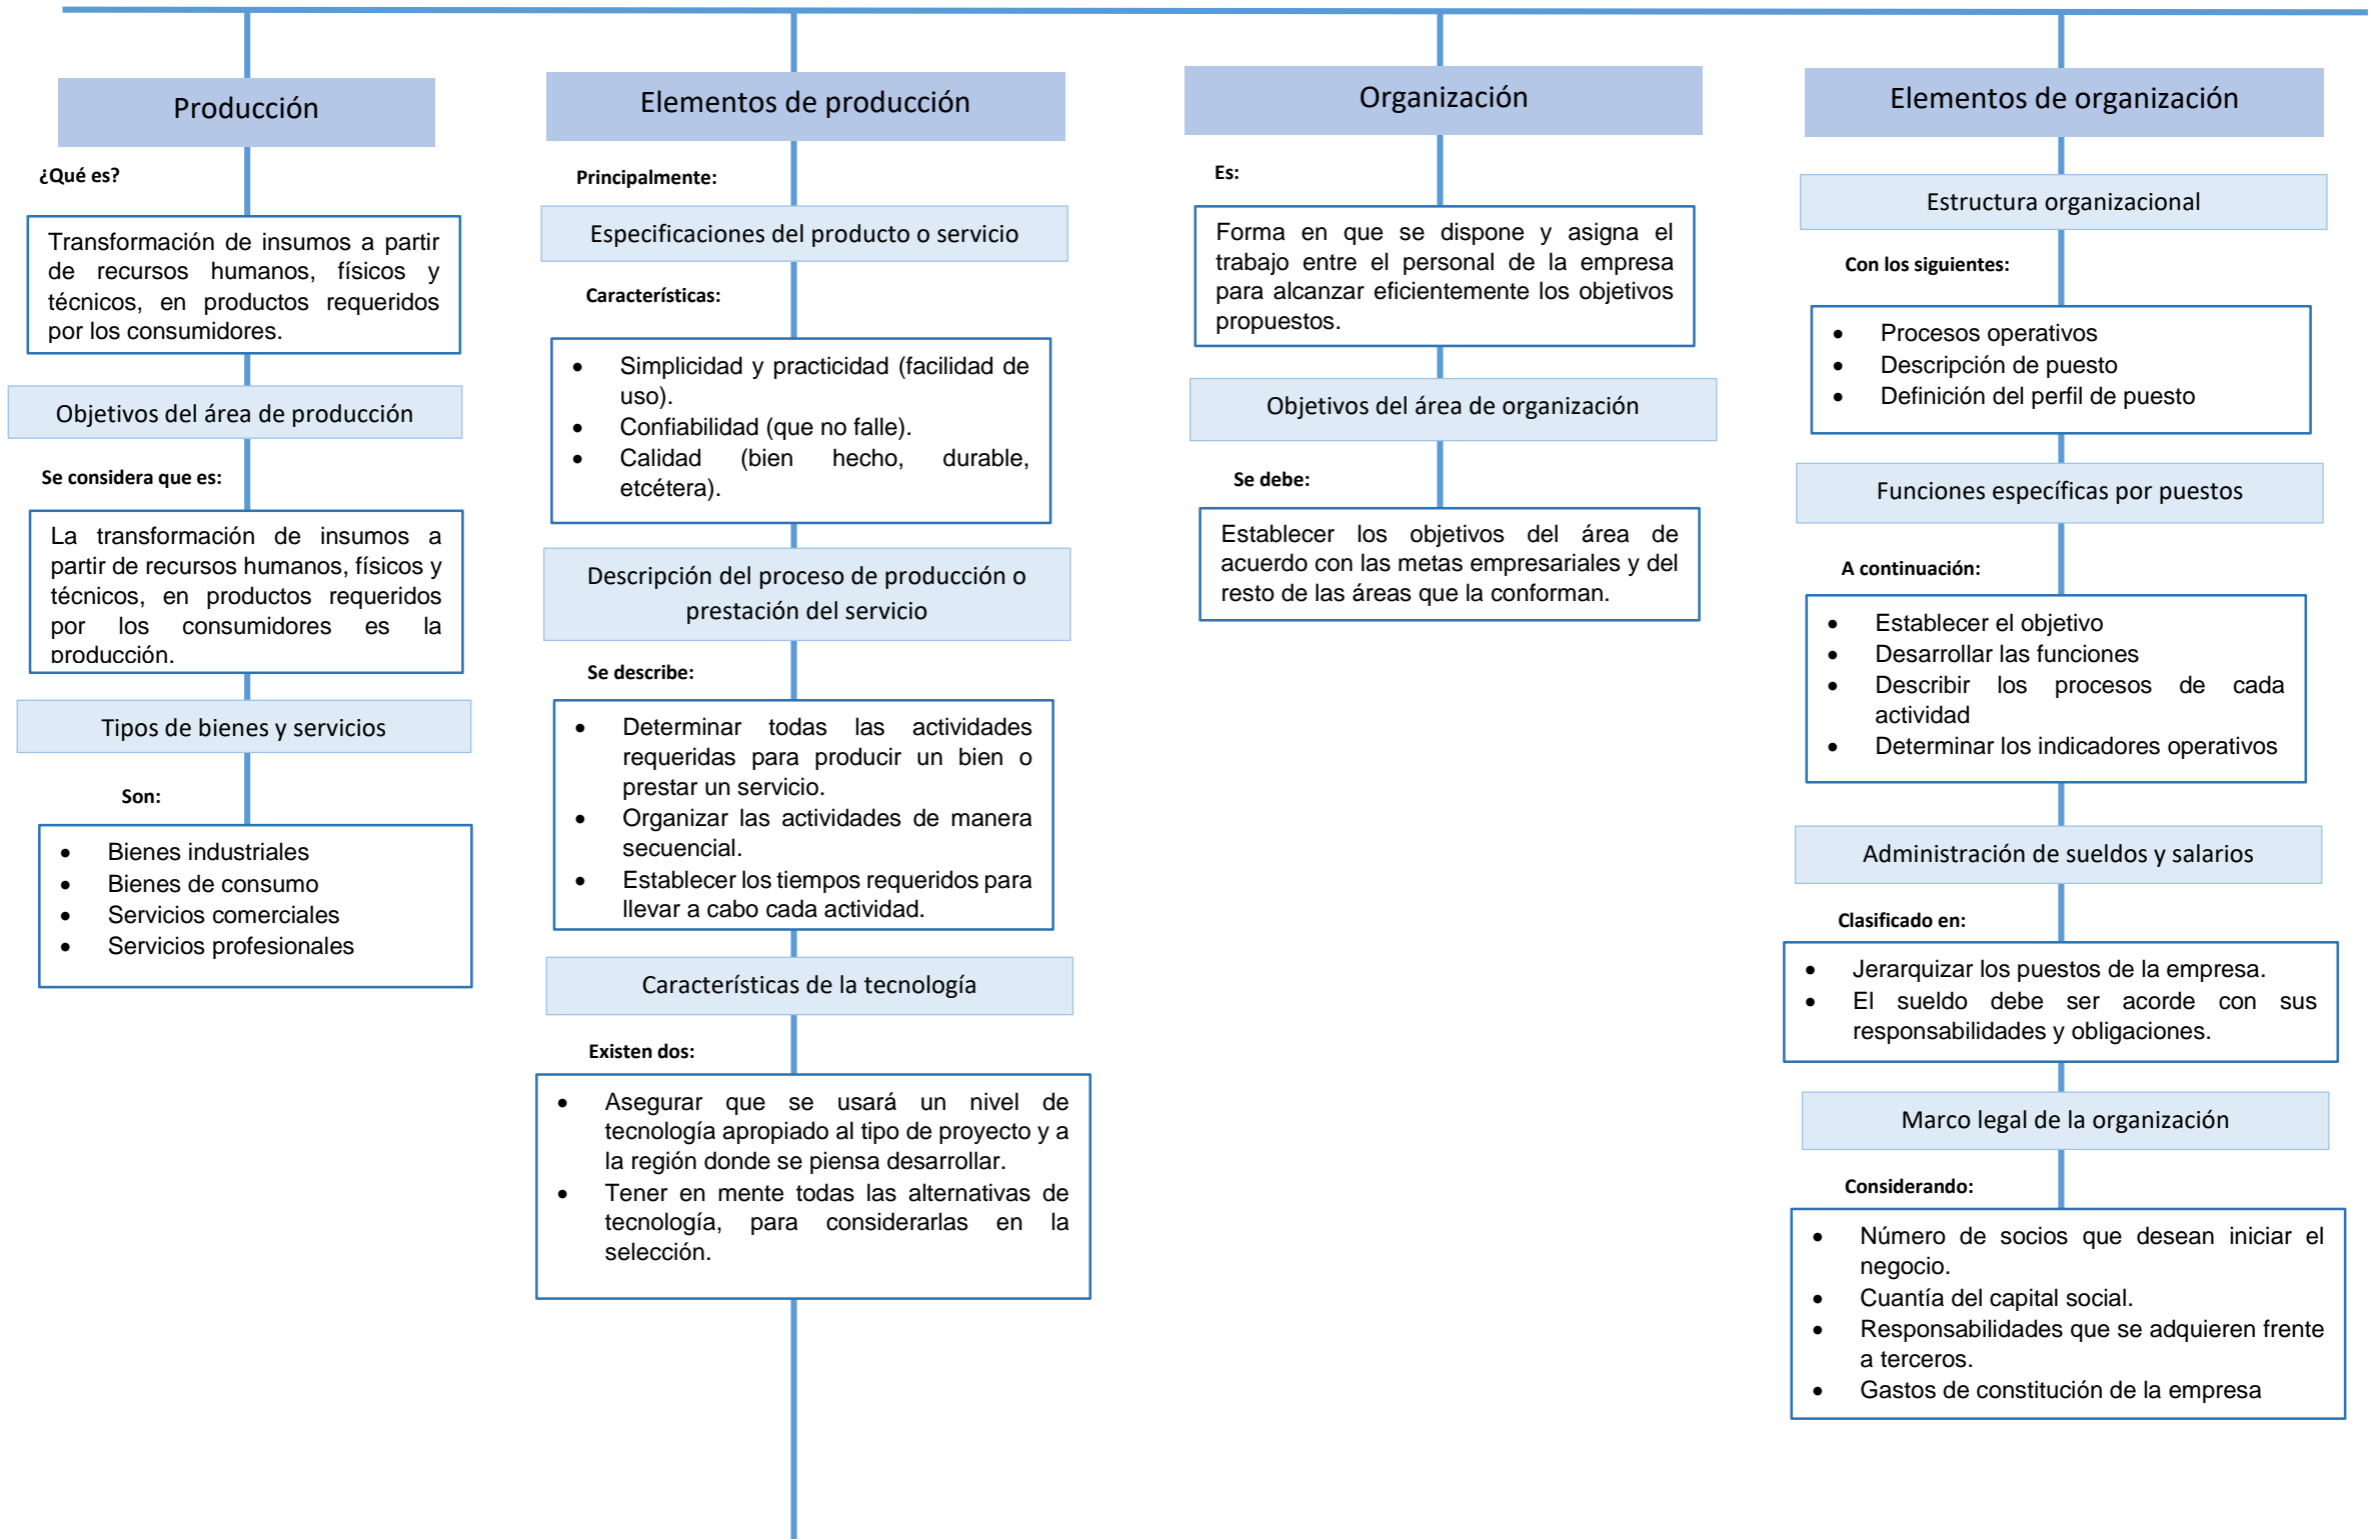 Producción
¿Qué es?
Transformación de insumos a partir
de recursos humanos, físicos y
técnicos, en productos requeridos
por los consumidores.
Objetivos del área de producción
Se considera que es:
La transformación de insumos a
partir de recursos humanos, físicos y
técnicos, en productos requeridos
por los consumidores es la
producción.
Tipos de bienes y servicios
Son:
• Bienes industriales
• Bienes de consumo
• Servicios comerciales
• Servicios profesionales
Elementos de producción
Principalmente:
Especificaciones del producto o servicio
Características:
• Simplicidad y practicidad (facilidad de
uso).
• Confiabilidad (que no falle).
• Calidad (bien hecho, durable,
etcétera).
Descripción del proceso de producción o
prestación del servicio
Se describe:
• Determinar todas las actividades
requeridas para producir un bien o
prestar un servicio.
• Organizar las actividades de manera
secuencial.
• Establecer los tiempos requeridos para
llevar a cabo cada actividad.
Características de la tecnología
Existen dos:
• Asegurar que se usará un nivel de
tecnología apropiado al tipo de proyecto y a
la región donde se piensa desarrollar.
• Tener en mente todas las alternativas de
tecnología, para considerarlas en la
selección.
Organización
Es:
Forma en que se dispone y asigna el
trabajo entre el personal de la empresa
para alcanzar eficientemente los objetivos
propuestos.
Objetivos del área de organización
Se debe:
Establecer los objetivos del área de
acuerdo con las metas empresariales y del
resto de las áreas que la conforman.
Elementos de organización
Estructura organizacional
Con los siguientes:
• Procesos operativos
• Descripción de puesto
• Definición del perfil de puesto
Funciones específicas por puestos
A continuación:
• Establecer el objetivo
• Desarrollar las funciones
• Describir los procesos de cada
actividad
• Determinar los indicadores operativos
Administración de sueldos y salarios
Clasificado en:
• Jerarquizar los puestos de la empresa.
• El sueldo debe ser acorde con sus
responsabilidades y obligaciones.
Marco legal de la organización
Considerando:
• Número de socios que desean iniciar el
negocio.
• Cuantía del capital social.
• Responsabilidades que se adquieren frente
a terceros.
• Gastos de constitución de la empresa